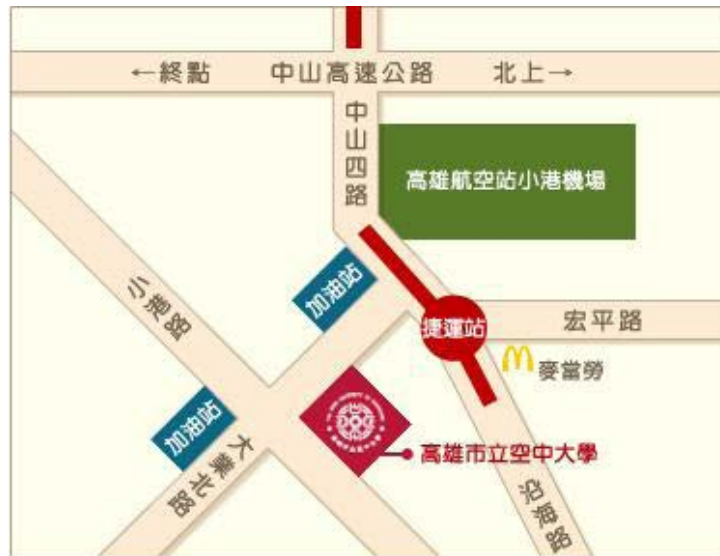 ←終點 中山高速公路 北上→
中山四路
高雄航空站小港機場
小港路
加油站
捷運站
宏平路
麥當勞
加油站
大業北路
高雄市立空中大學
沿海路